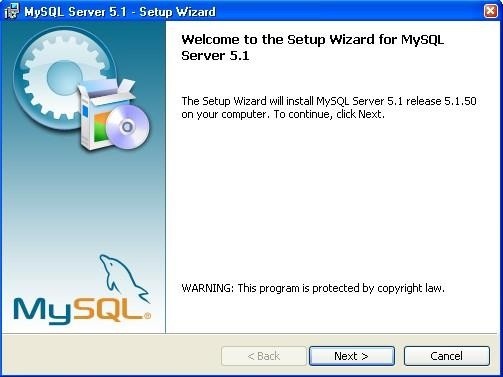 MySQL Server 5.1 - Setup Wizard
Welcome to the Setup Wizard for MySQL
Server 5.1
The Setup Wizard will install MySQL Server 5.1 release 5.1.50
on your computer. To continue, click Next.
MySQL®
WARNING: This program is protected by copyright law.
< Back
Next >
Cancel